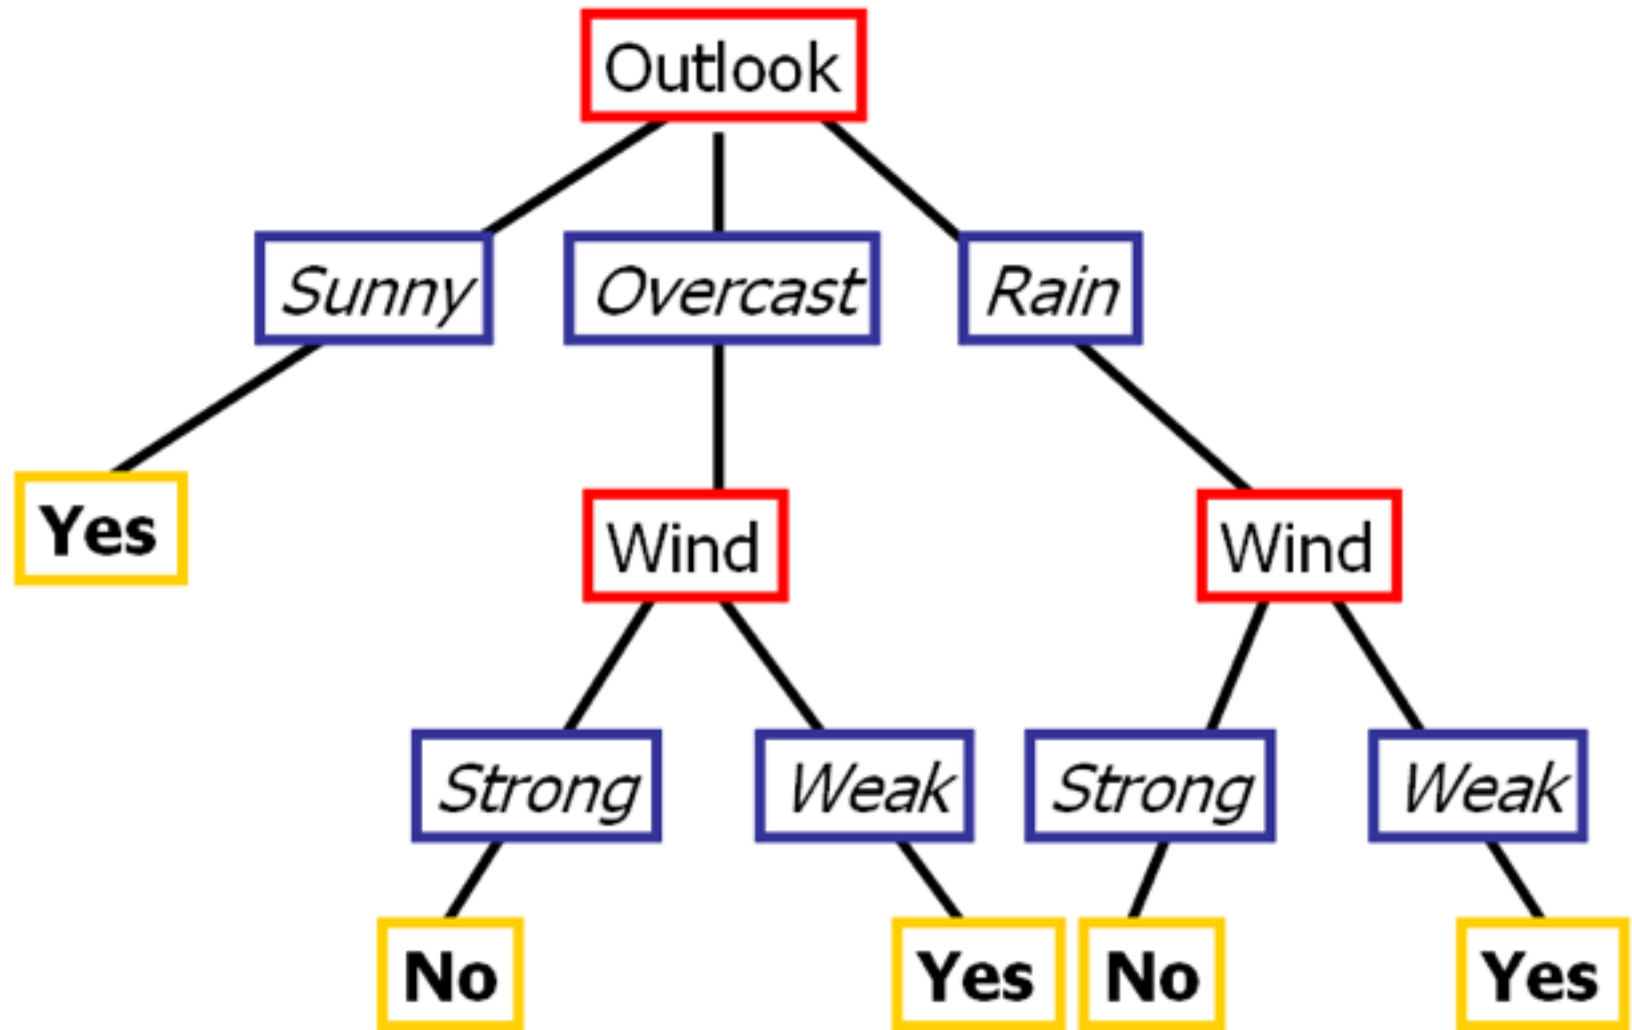 Outlook
Sunny
Overcast
Rain
Yes
Wind
Wind
Strong
Weak
Strong
Weak
No
Yes
No
Yes